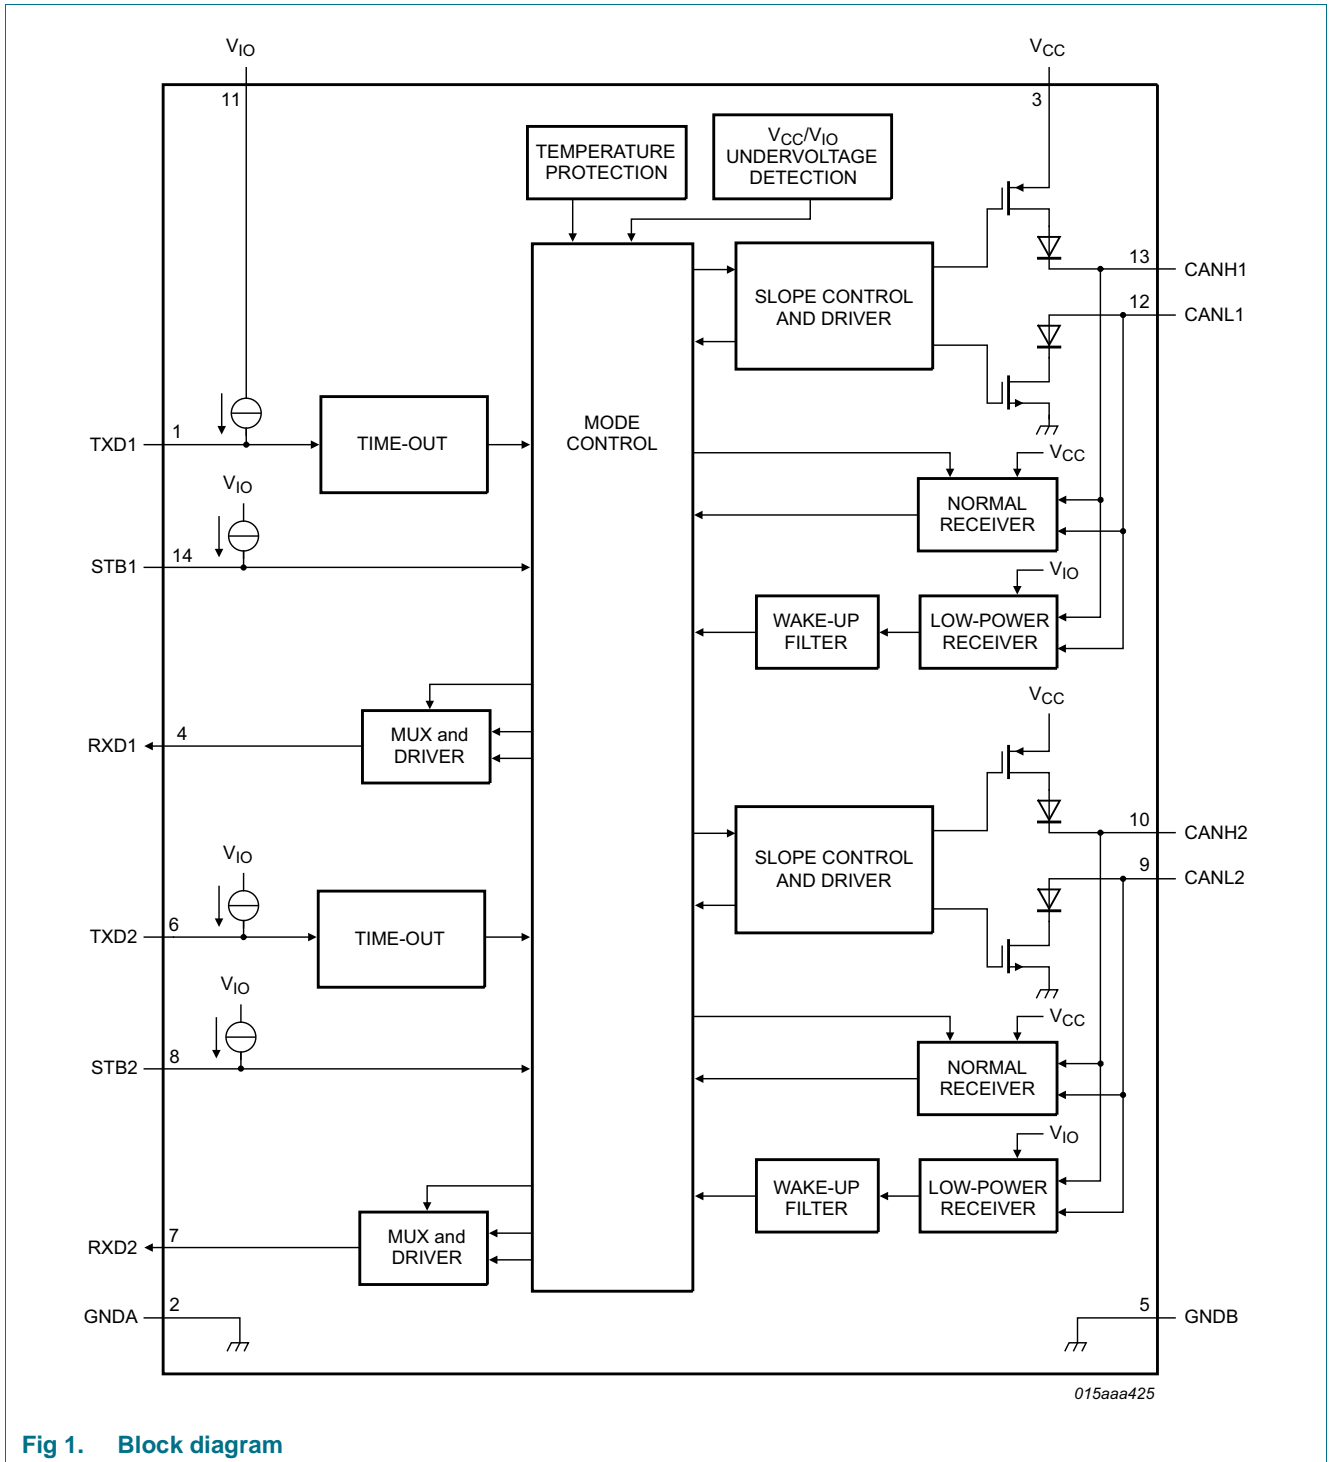 VIO
VCC
11
3
TEMPERATURE
PROTECTION
VCC/VIO
UNDERVOLTAGE
DETECTION
SLOPE CONTROL
AND DRIVER
13
CANH1
12
CANL1
MODE
CONTROL
TXD1
1
TIME-OUT
VCC
VIO
NORMAL
RECEIVER
STB1
14
VIO
WAKE-UP
FILTER
LOW-POWER
RECEIVER
VCC
RXD1
4
MUX and
DRIVER
10
CANH2
SLOPE CONTROL
AND DRIVER
9
CANL2
VIO
TXD2
6
TIME-OUT
VIO
VCC
STB2
8
NORMAL
RECEIVER
VIO
WAKE-UP
FILTER
LOW-POWER
RECEIVER
RXD2
7
MUX and
DRIVER
GNDA
2
5
GNDB
015aaa425
Fig 1. Block diagram